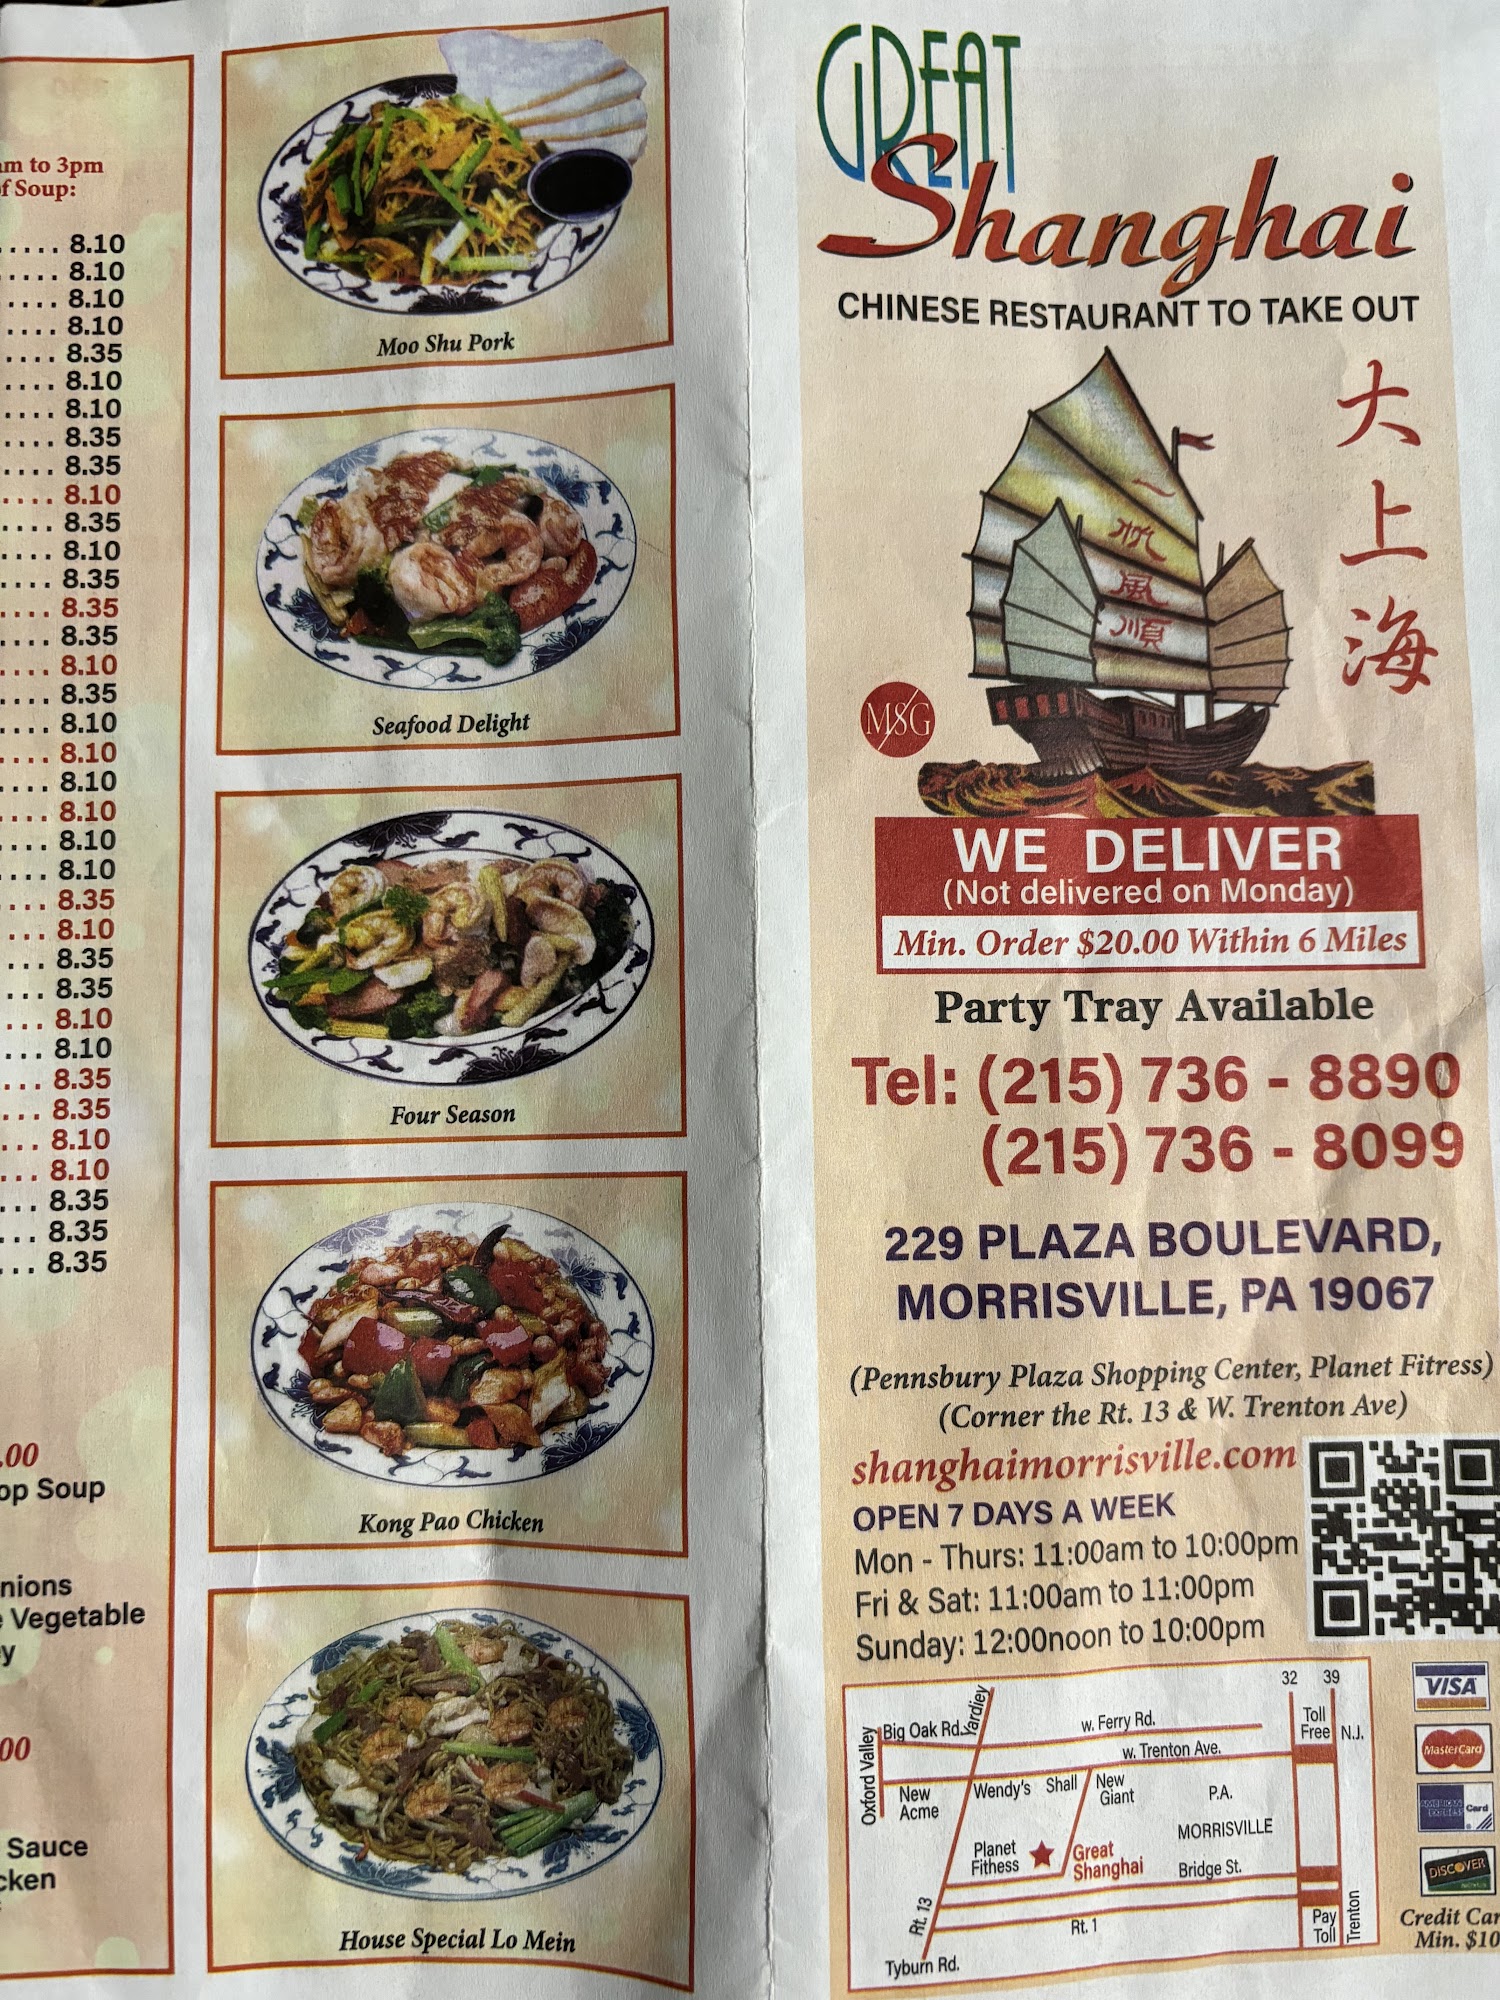 am to 3pm
of Soup:
..... 8.10
..... 8.10
.... 8.10
.... 8.10
.... 8.35
.... 8.10
.... 8.10
.... 8.35
.... 8.35
.... 8.10
.... 8.35
.... 8.10
.... 8.35
.... 8.35
.... 8.35
.... 8.10
.... 8.35
.... 8.10
.... 8.10
.... 8.10
.... 8.10
.... 8.10
.... 8.10
.... 8.35
... 8.10
... 8.35
... 8.35
... 8.10
... 8.10
... 8.35
... 8.35
... 8.10
... 8.10
... 8.35
... 8.35
... 8.35
.00
op Soup
nions
e Vegetable
ey
00
Sauce
cken
Moo Shu Pork
Seafood Delight
Four Season
Kong Pao Chicken
House Special Lo Mein
GREAT
Shanghai
CHINESE RESTAURANT TO TAKE OUT
大
上
海
一
帆
風
順
MSG
WE DELIVER
(Not delivered on Monday)
Min. Order $20.00 Within 6 Miles
Party Tray Available
Tel: (215) 736 - 8890
(215) 736 - 8099
229 PLAZA BOULEVARD,
MORRISVILLE, PA 19067
(Pennsbury Plaza Shopping Center, Planet Fitress)
(Corner the Rt. 13 & W. Trenton Ave)
shanghaimorrisville.com
OPEN 7 DAYS A WEEK
Mon - Thurs: 11:00am to 10:00pm
Fri & Sat: 11:00am to 11:00pm
Sunday: 12:00noon to 10:00pm
32 39
Oxford Valley
Big Oak Rd.
Yardley
w. Ferry Rd.
Toll
Free
N.J.
w. Trenton Ave.
New
Acme
Wendy's
Shall
New
Giant
P.A.
MORRISVILLE
Planet
Fithess
Great
Shanghai
Bridge St.
Rt. 13
Rt. 1
Pay
Toll
Trenton
Tyburn Rd.
VISA
MasterCard
AMERICAN
EXPRESS
Card
DISCOVER
Credit Car
Min. $10